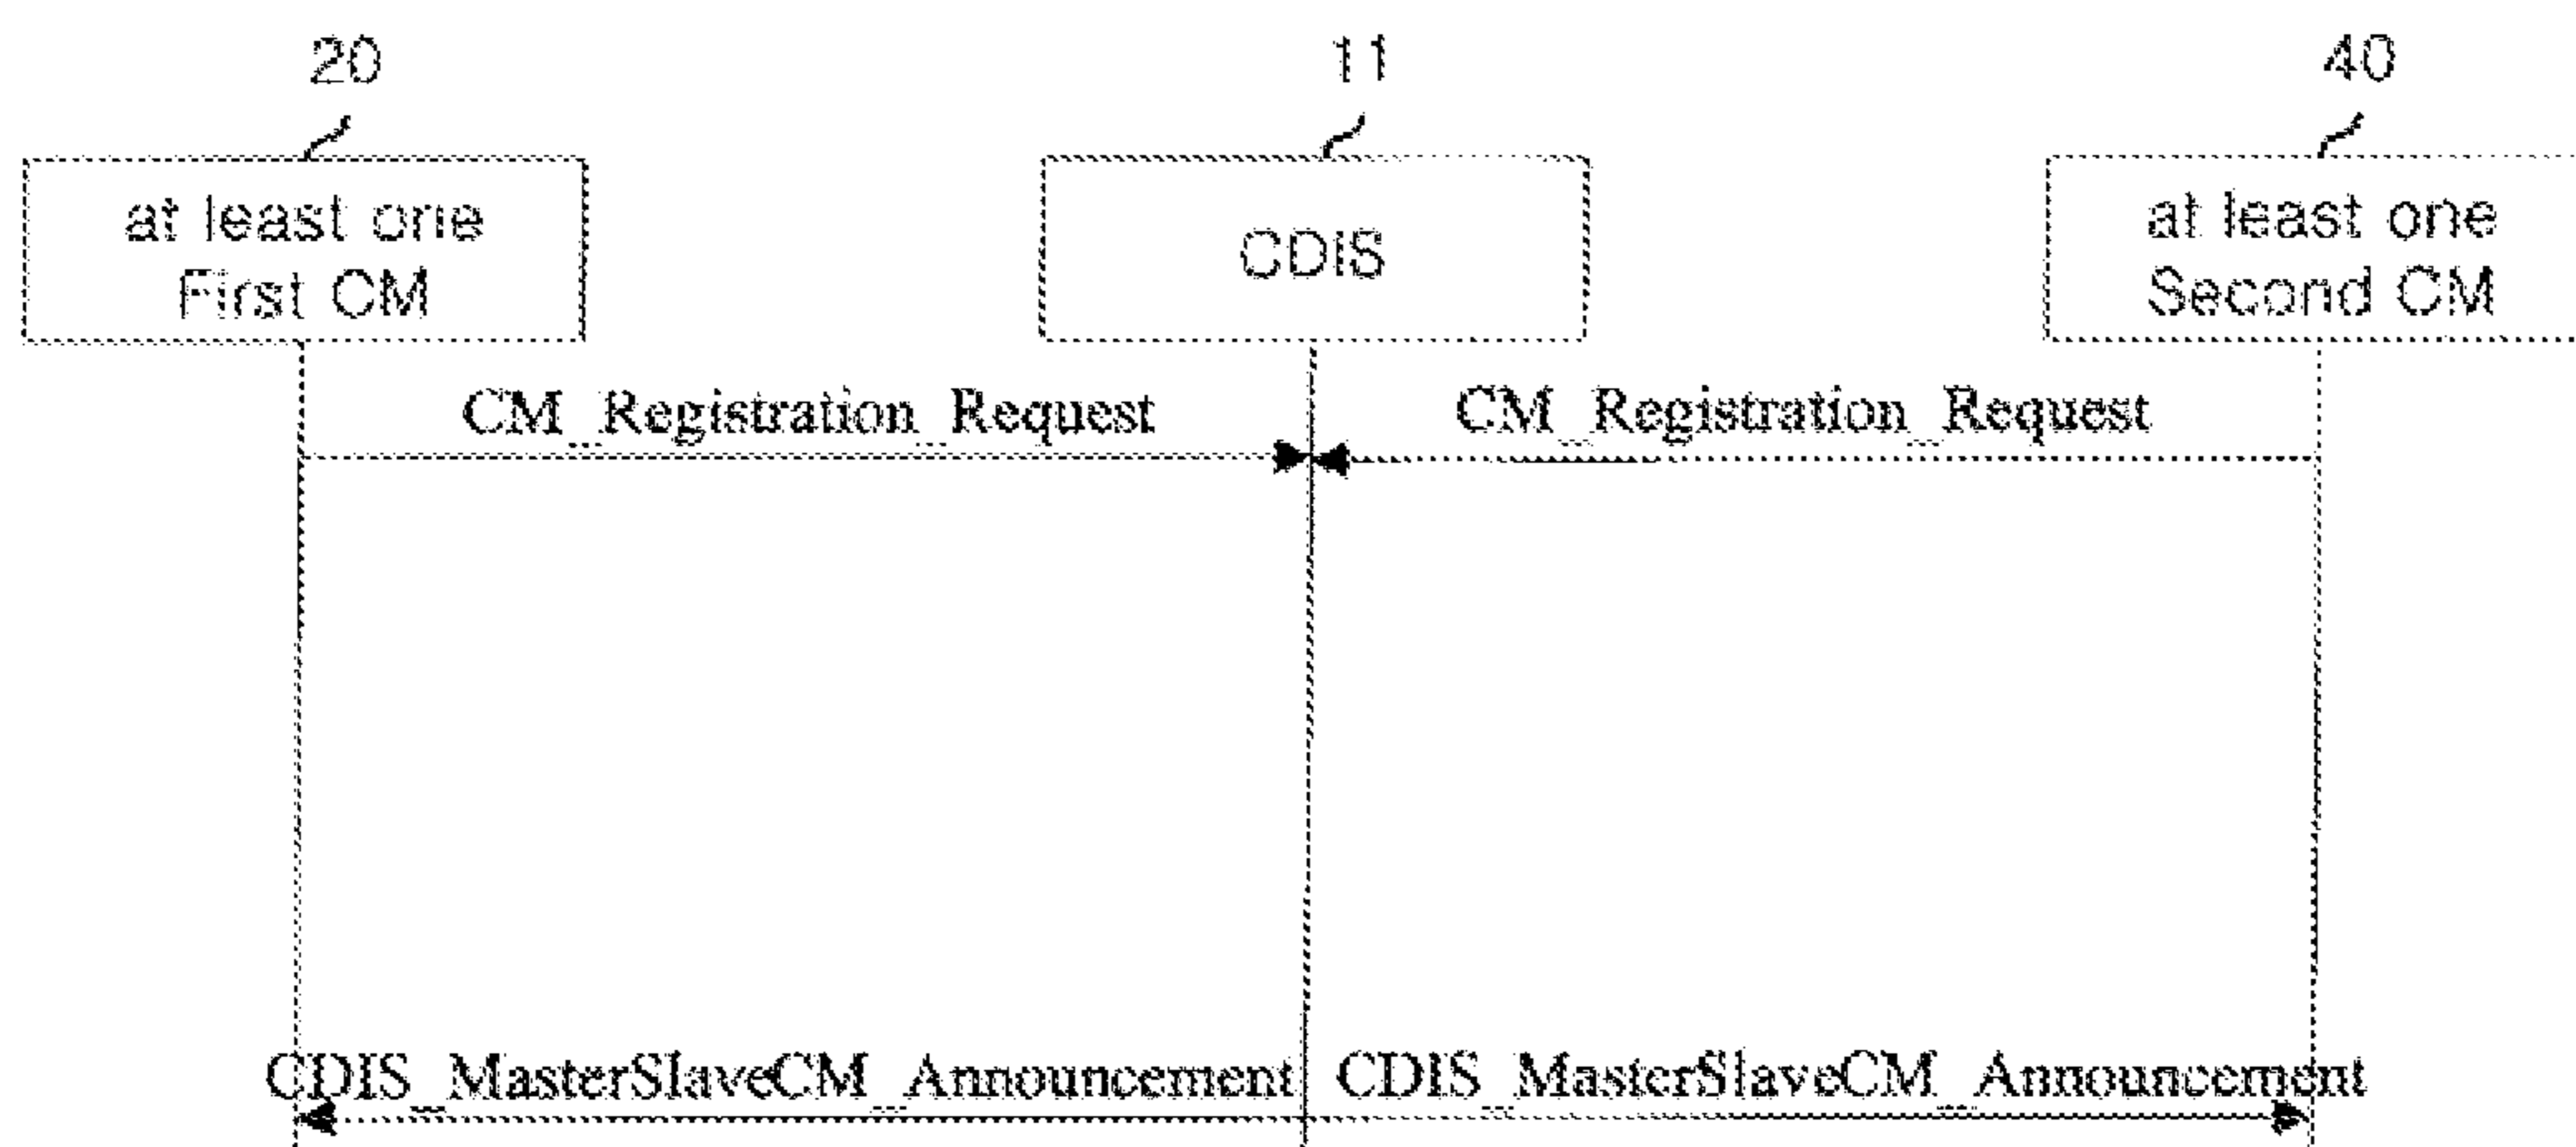 20
11
40
at least one
First CM
CDIS
at least one
Second CM
CM_Registration_Request
CM_Registration_Request
CDIS_MasterSlaveCM_Announcement
CDIS_MasterSlaveCM_Announcement